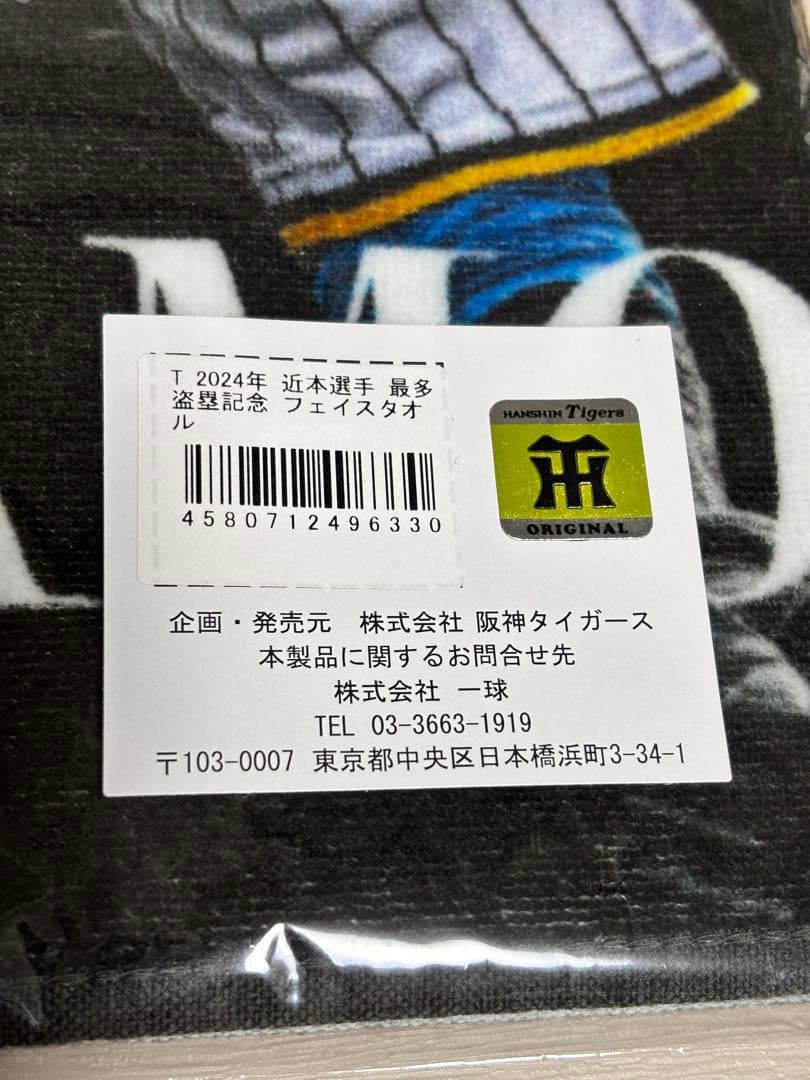 MO
T 2024年 近本選手 最多
盗塁記念 フェイスタオ
ル
4580712496330
HANSHIN Tigers
TH
ORIGINAL
企画・発売元 株式会社 阪神タイガース
本製品に関するお問合せ先
株式会社 一球
TEL 03-3663-1919
〒103-0007 東京都中央区日本橋浜町3-34-1